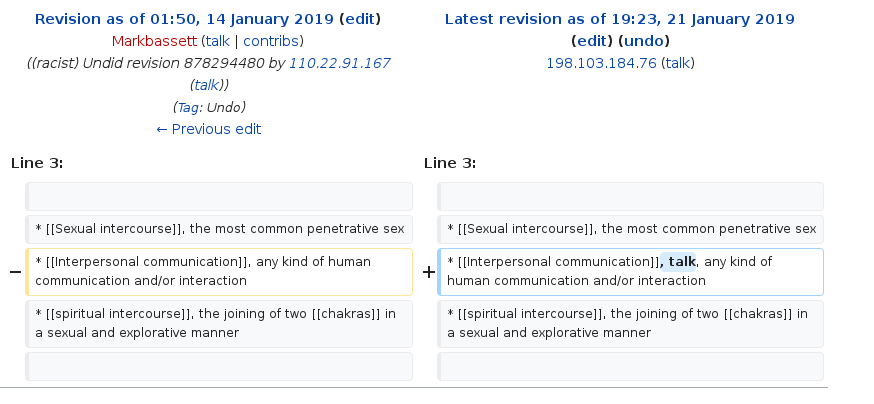 Revision as of 01:50, 14 January 2019 (edit)
Markbassett (talk | contribs)
((racist) Undid revision 878294480 by 110.22.91.167
(talk))
(Tag: Undo)
← Previous edit
Latest revision as of 19:23, 21 January 2019
(edit) (undo)
198.103.184.76 (talk)
Line 3:
Line 3:
* [[Sexual intercourse]], the most common penetrative sex
* [[Sexual intercourse]], the most common penetrative sex
− * [[Interpersonal communication]], any kind of human
communication and/or interaction
+ * [[Interpersonal communication]], talk, any kind of
human communication and/or interaction
* [[spiritual intercourse]], the joining of two [[chakras]] in
a sexual and explorative manner
* [[spiritual intercourse]], the joining of two [[chakras]] in
a sexual and explorative manner